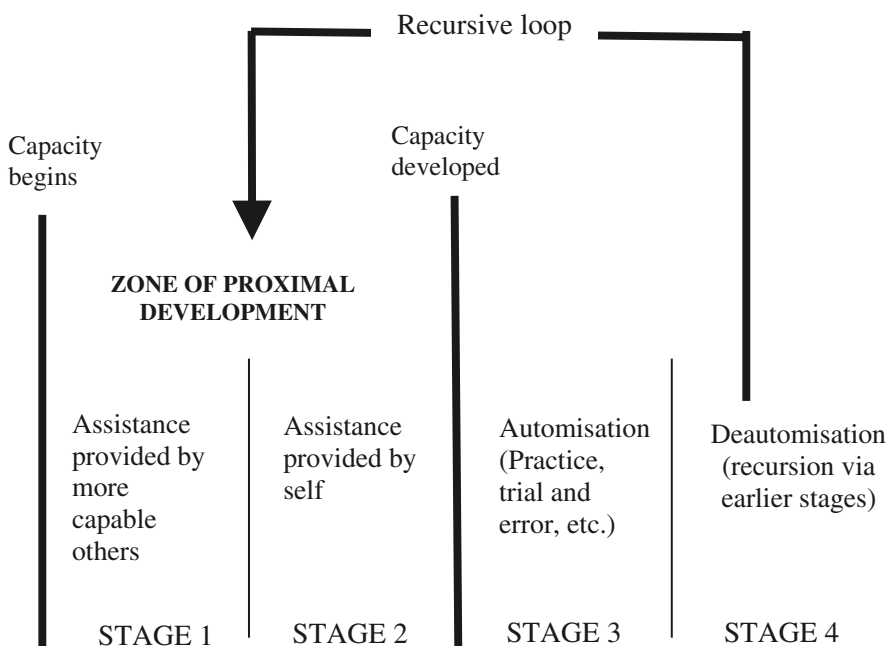 Recursive loop
Capacity
begins
Capacity
developed
ZONE OF PROXIMAL
DEVELOPMENT
Assistance
provided by
more
capable
others
Assistance
provided by
self
Automisation
(Practice,
trial and
error, etc.)
Deautomisation
(recursion via
earlier stages)
STAGE 1
STAGE 2
STAGE 3
STAGE 4